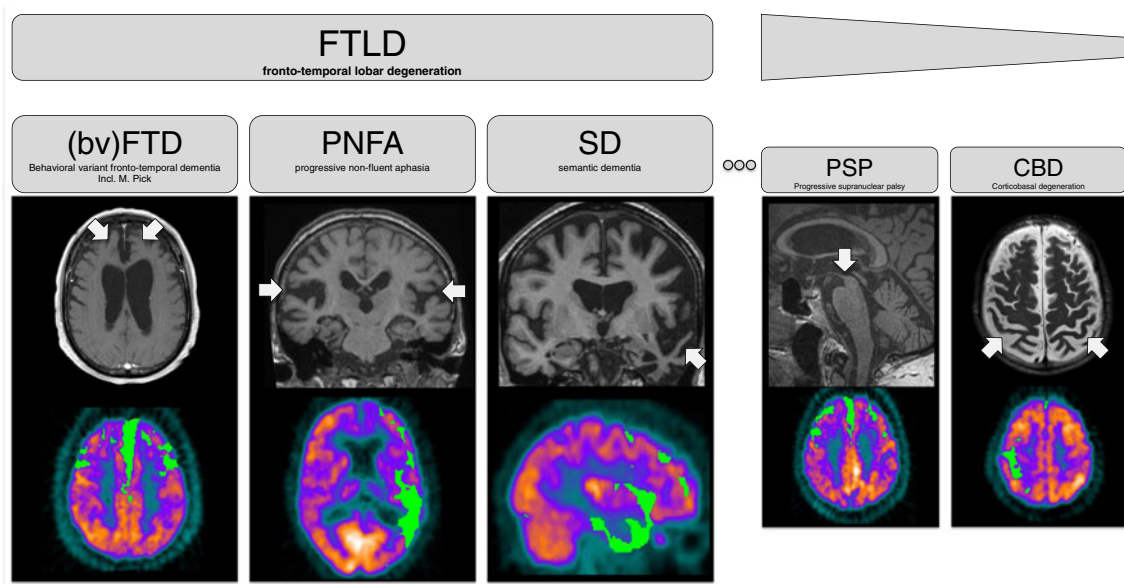 FTLD
fronto-temporal lobar degeneration
(bv)FTD
Behavioral variant fronto-temporal dementia
Incl. M. Pick
PNFA
progressive non-fluent aphasia
SD
semantic dementia
PSP
Progressive supranuclear palsy
CBD
Corticobasal degeneration